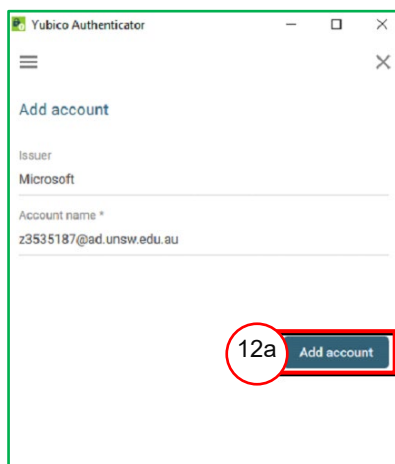 Yubico Authenticator
Add account
Issuer
Microsoft
Account name *
z3535187@ad.unsw.edu.au
12a
Add account